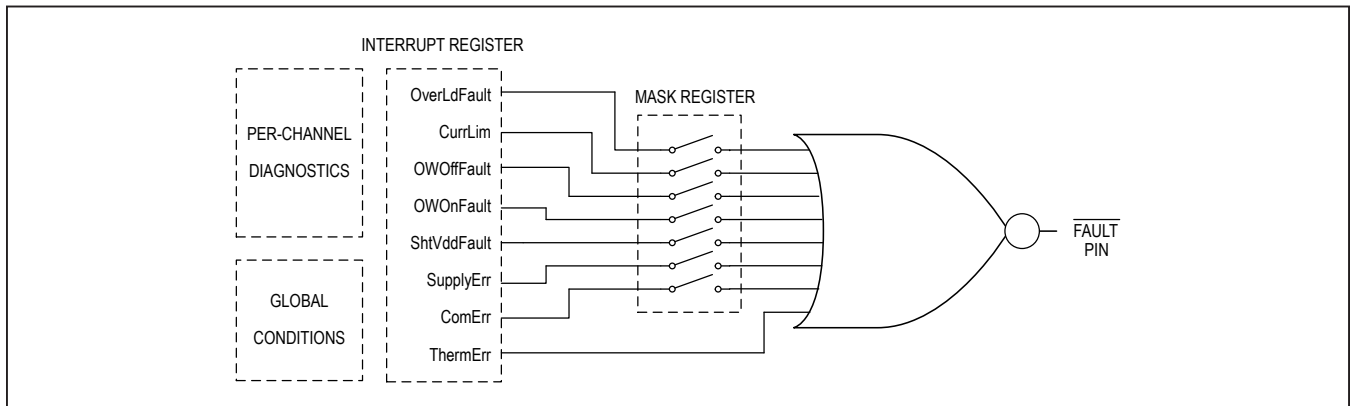 INTERRUPT REGISTER
PER-CHANNEL
DIAGNOSTICS
GLOBAL
CONDITIONS
OverLdFault
CurrLim
OWOffFault
OWOnFault
ShtVddFault
SupplyErr
ComErr
ThermErr
MASK REGISTER
FAULT
PIN